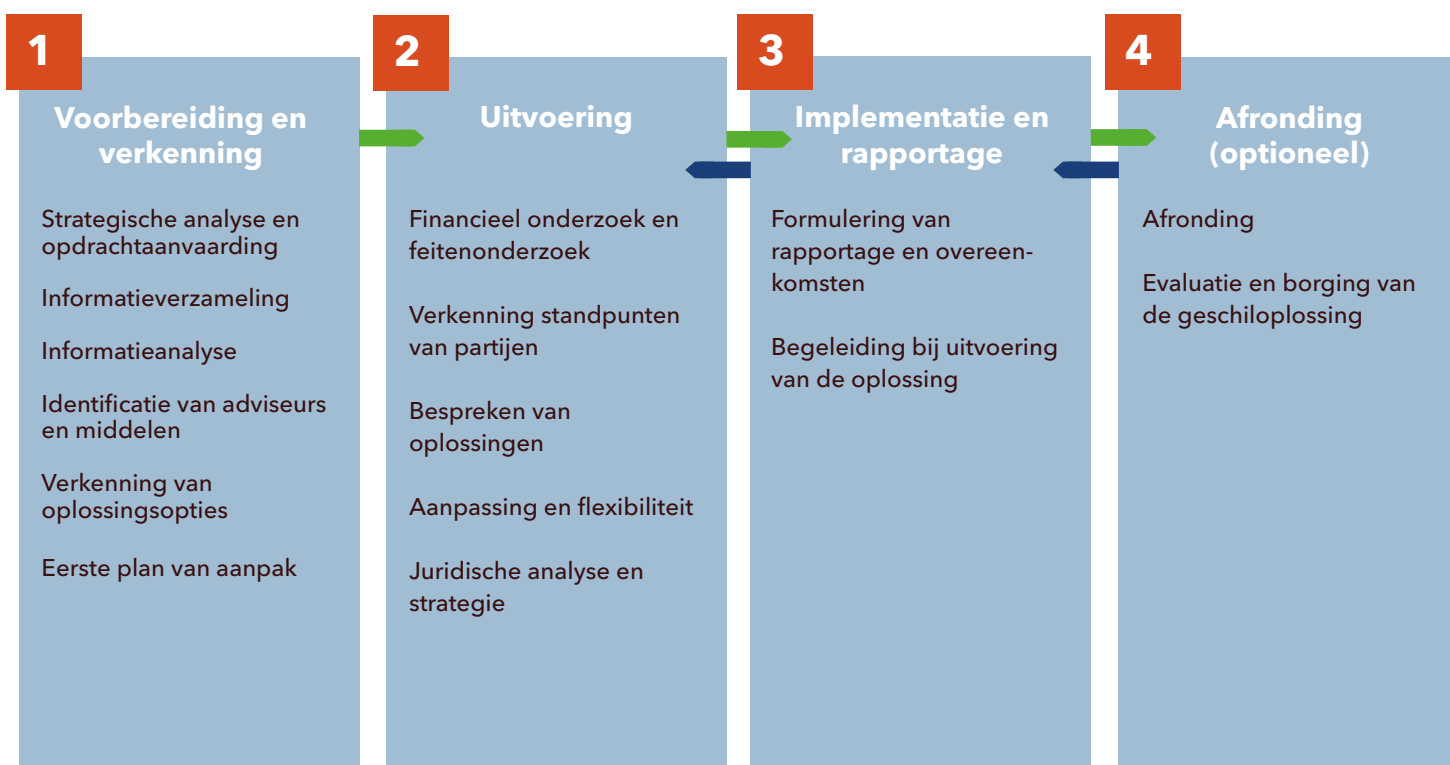 1
Voorbereiding en
verkenning
Strategische analyse en
opdrachtaanvaarding
Informatieverzameling
Informatieanalyse
Identificatie van adviseurs
en middelen
Verkenning van
oplossingsopties
Eerste plan van aanpak
2
Uitvoering
Financieel onderzoek en
feitenonderzoek
Verkenning standpunten
van partijen
Bespreken van
oplossingen
Aanpassing en flexibiliteit
Juridische analyse en
strategie
3
Implementatie en
rapportage
Formulering van
rapportage en overeen-
komsten
Begeleiding bij uitvoering
van de oplossing
4
Afronding
(optioneel)
Afronding
Evaluatie en borging van
de geschiloplossing